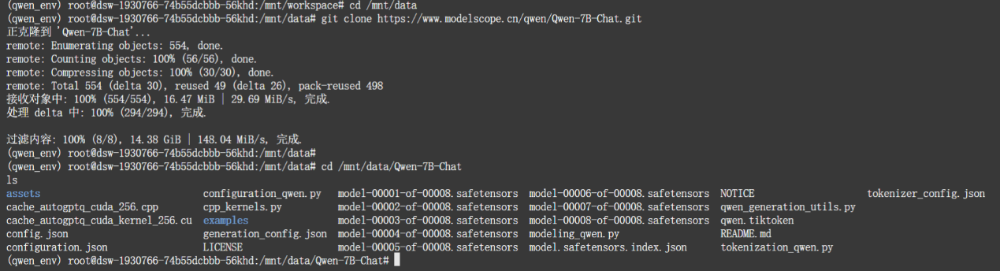 (qwen_env) root@dsw-1930766-74b55dcbbb-56khd:/mnt/workspace# cd /mnt/data
(qwen_env) root@dsw-1930766-74b55dcbbb-56khd:/mnt/data# git clone https://www.modelscope.cn/qwen/Qwen-7B-Chat.git
正克隆到 'Qwen-7B-Chat'...
remote: Enumerating objects: 554, done.
remote: Counting objects: 100% (56/56), done.
remote: Compressing objects: 100% (30/30), done.
remote: Total 554 (delta 30), reused 49 (delta 26), pack-reused 498
接收对象中: 100% (554/554), 16.47 MiB | 29.69 MiB/s, 完成.
处理 delta 中: 100% (294/294), 完成.
过滤内容: 100% (8/8), 14.38 GiB | 148.04 MiB/s, 完成.
(qwen_env) root@dsw-1930766-74b55dcbbb-56khd:/mnt/data#
(qwen_env) root@dsw-1930766-74b55dcbbb-56khd:/mnt/data# cd /mnt/data/Qwen-7B-Chat
ls
assets configuration_qwen.py model-00001-of-00008.safetensors model-00006-of-00008.safetensors NOTICE tokenizer_config.json
cache_autogptq_cuda_256.cpp cpp_kernels.py model-00002-of-00008.safetensors model-00007-of-00008.safetensors qwen_generation_utils.py
cache_autogptq_cuda_kernel_256.cu examples model-00003-of-00008.safetensors model-00008-of-00008.safetensors qwen.tiktoken
config.json generation_config.json model-00004-of-00008.safetensors modeling_qwen.py README.md
configuration.json LICENSE model-00005-of-00008.safetensors model.safetensors.index.json tokenization_qwen.py
(qwen_env) root@dsw-1930766-74b55dcbbb-56khd:/mnt/data/Qwen-7B-Chat#